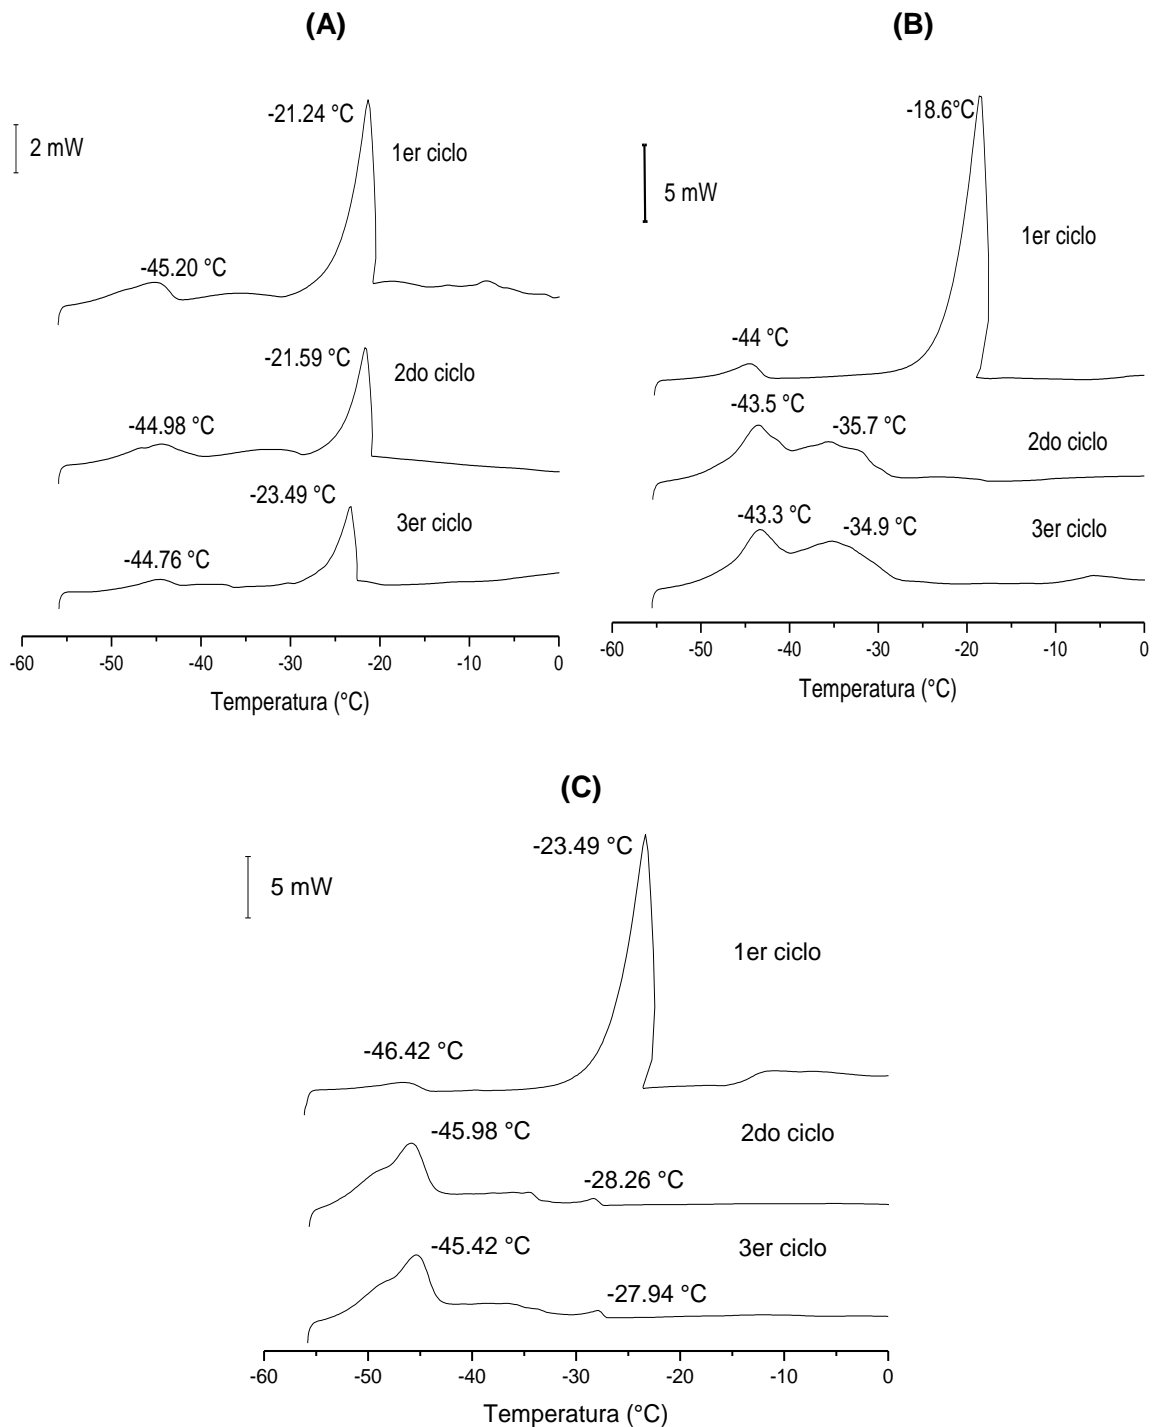 (A)
-21.24 °C
2 mW
1er ciclo
-45.20 °C
-21.59 °C
2do ciclo
-44.98 °C
-23.49 °C
3er ciclo
-44.76 °C
-60 -50 -40 -30 -20 -10 0
Temperatura (°C)
(B)
-18.6°C
5 mW
1er ciclo
-44 °C
-43.5 °C
-35.7 °C
2do ciclo
-43.3 °C
-34.9 °C
3er ciclo
-60 -50 -40 -30 -20 -10 0
Temperatura (°C)
(C)
-23.49 °C
5 mW
1er ciclo
-46.42 °C
-45.98 °C
2do ciclo
-28.26 °C
-45.42 °C
3er ciclo
-27.94 °C
-60 -50 -40 -30 -20 -10 0
Temperatura (°C)